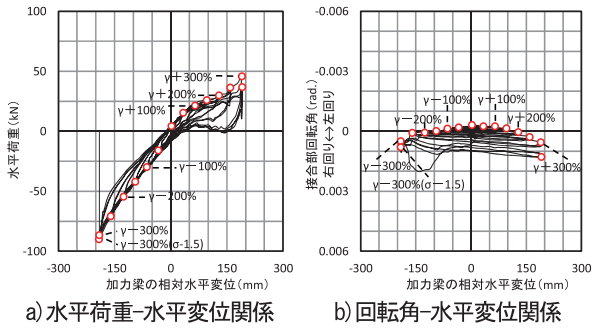 100
50
0
-50
-100
-300
-150
0
150
300
水平荷重(kN)
加力梁の相対水平変位(mm)
γ+300%
γ+200%
γ+100%
γ−100%
γ−200%
γ−300%
γ−300%(σ-1.5)
a)水平荷重−水平変位関係
-0.006
-0.003
0
0.003
0.006
-300
-150
0
150
300
接合部回転角(rad.)
右回り⇔左回り
加力梁の相対水平変位(mm)
γ−100%
γ+100%
γ−200%
γ+200%
γ−300%
γ+300%
γ−300%(σ−1.5)
b)回転角−水平変位関係